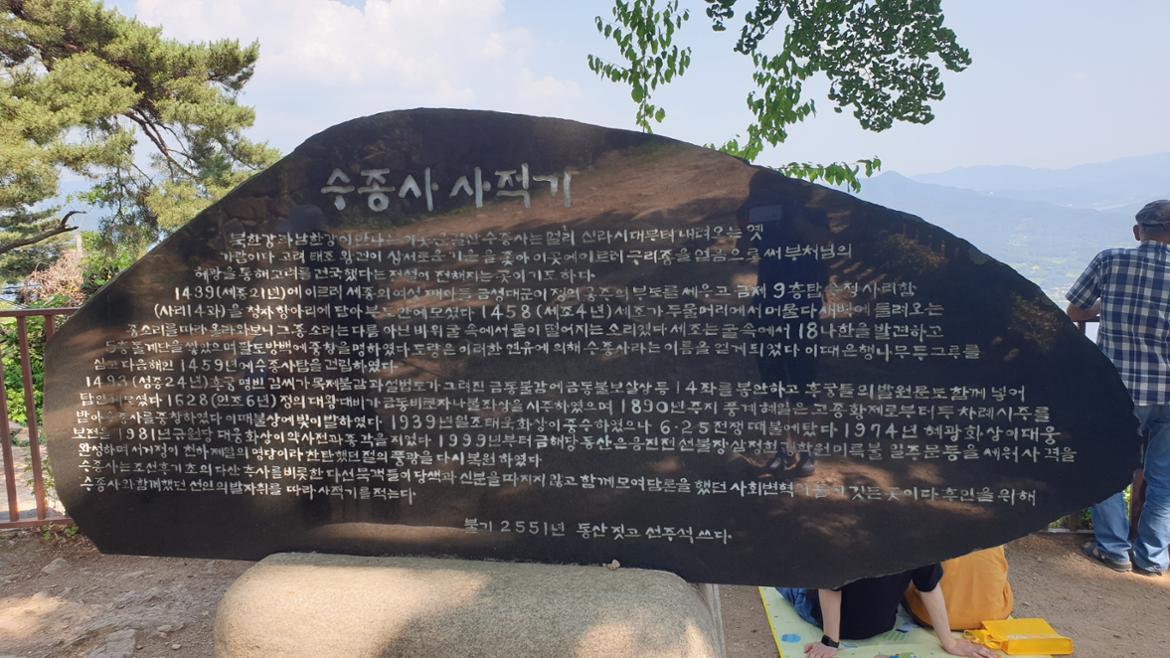 수종사 사적기
북한강과 남한강이 만나는 가룟 운길산 수종사는 멀리 신라시대부터 내려오는 옛
가람이다 고려 태조 왕건이 상서로운 기운을 좇아 이곳에 이르러 구리종을 얻음으로써 부처님의
혜광을 통해 고려를 건국했다는 전설이 전해지는 곳이기도 하다.
1439(세종21년)에 이르러 세종의 여섯째아들 금성대군이 정의옹주의 부도를 세우고 금제 9층탑 수정 사리함
(사리14과)을 청자항아리에 담아 모셨다 1458(세조4년) 세조가 두물머리에서 머물다 새벽에 들려오는
종소리를 따라 올라와보니 그 종소리는 다름 아닌 바위굴 속에서 물이 떨어지는 소리였다 세조는 굴 속에서 18나한을 발견하고
5층돌계단을 쌓았으며 팔도방백에 중창을 명하였다 도량은 이러한 연유에 의해 수종사라는 이름을 얻게 되었다 이때 은행나무 두 그루를
심고 다음해인 1459년에 수종사탑을 건립하였다
1493(성종24년) 후궁 명빈 김씨가 목제불감과 설법도가 그려진 금동불감에 금동불보살상등 14좌를 봉안하고 후궁들의 발원문도 함께 넣어
탑안에 모셨다 1628(인조6년) 정의대왕대비가 금동비로자나불좌상을 시주하였으며 1890년 주지 풍계 혜일은 고종황제로부터 두 차례 시주를
받아 수종사를 중창하였다 이때 불상에 빛이 발하였다 1939년 월조 태욱화상이 중수하였으나 6·25전쟁 때 불에 탔다 1974년 혜광화상이 대웅
보전을 1981년 금원당 대웅화상이 약사전과 종각을 지었다 1999년부터 금해당 동산은 응진전 선불장 삼정헌 미륵불 일주문등을 세워 사격을
완성하며 서거정이 천하제일의 명당이라 찬탄했던 절의 풍광을 다시 복원하였다
수종사는 조선후기 초의 다산 추사를 비롯한 다선묵객들이 당색과 신분을 따지지 않고 함께 모여 담론을 했던 사회변혁 곳이다 후인을 위해
수종사와 함께했던 선인의 발자취를 따라 사적기를 적는다
불기 2551년 동산 짓고 선주석 쓰다.